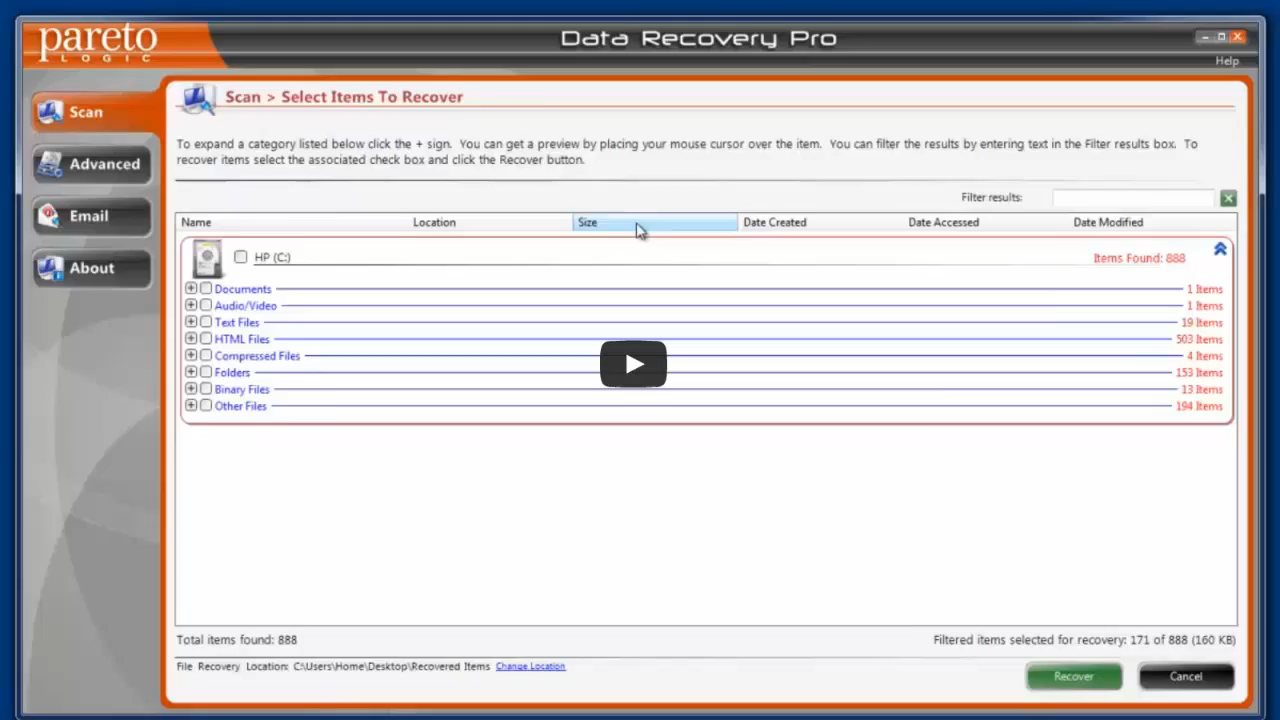 pareto
LOGIC
Data Recovery Pro
Help
Scan
Advanced
Email
About
Scan > Select Items To Recover
To expand a category listed below click the + sign. You can get a preview by placing your mouse cursor over the item. You can filter the results by entering text in the Filter results box. To
recover items select the associated check box and click the Recover button.
Filter results:
Name Location Size Date Created Date Accessed Date Modified
HP (C:) Items Found: 888
Documents 1 Items
Audio/Video 1 Items
Text Files 19 Items
HTML Files 503 Items
Compressed Files 4 Items
Folders 153 Items
Binary Files 13 Items
Other Files 194 Items
Total items found: 888
Filtered items selected for recovery: 171 of 888 (160 KB)
File Recovery Location: C:\Users\Home\Desktop\Recovered Items Change Location
Recover
Cancel